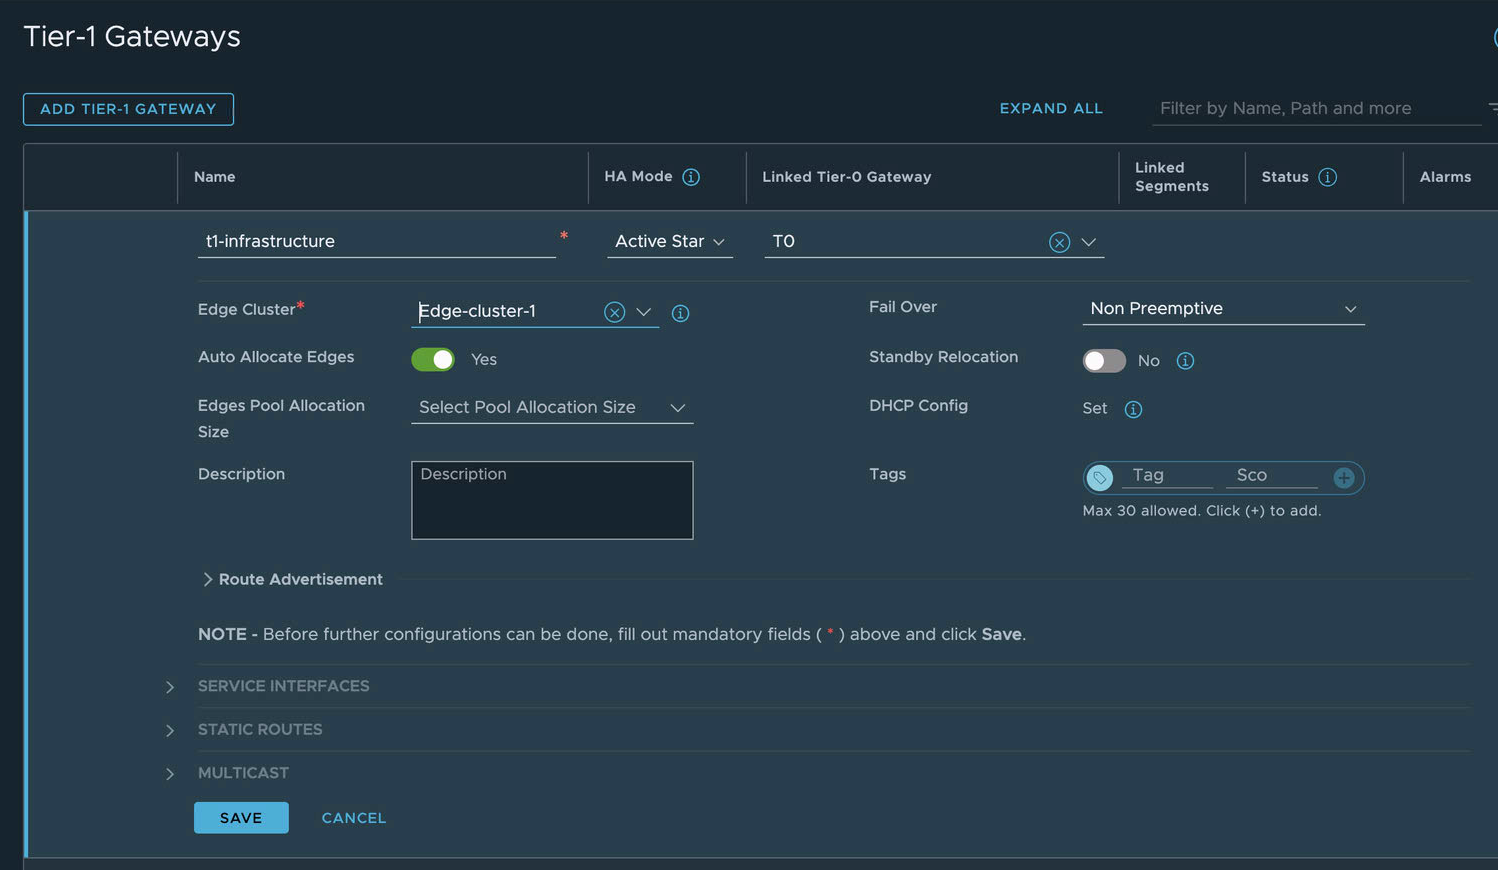 Tier-1 Gateways
ADD TIER-1 GATEWAY
EXPAND ALL
Filter by Name, Path and more
Name
HA Mode
Linked Tier-0 Gateway
Linked
Segments
Status
Alarms
t1-infrastructure *
Active Star
T0
Edge Cluster*
Edge-cluster-1
Fail Over
Non Preemptive
Auto Allocate Edges
Yes
Standby Relocation
No
Edges Pool Allocation
Size
Select Pool Allocation Size
DHCP Config
Set
Description
Description
Tags
Tag
Sco
Max 30 allowed. Click (+) to add.
Route Advertisement
NOTE - Before further configurations can be done, fill out mandatory fields ( * ) above and click Save.
SERVICE INTERFACES
STATIC ROUTES
MULTICAST
SAVE
CANCEL